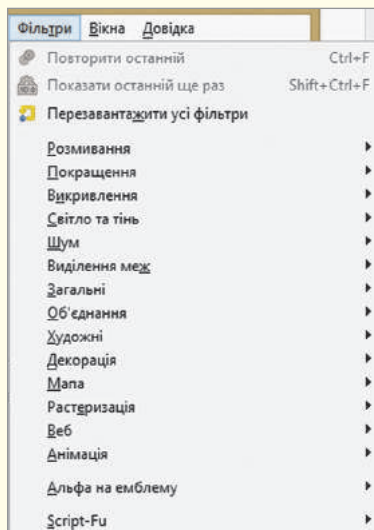 Фільтри Вікна Довідка
Повторити останній Ctrl+F
Показати останній ще раз Shift+Ctrl+F
Перезавантажити усі фільтри
Розмивання
Покращення
Викривлення
Світло та тінь
Шум
Виділення меж
Загальні
Об'єднання
Художні
Декорація
Мапа
Растеризація
Веб
Анімація
Альфа на емблему
Script-Fu